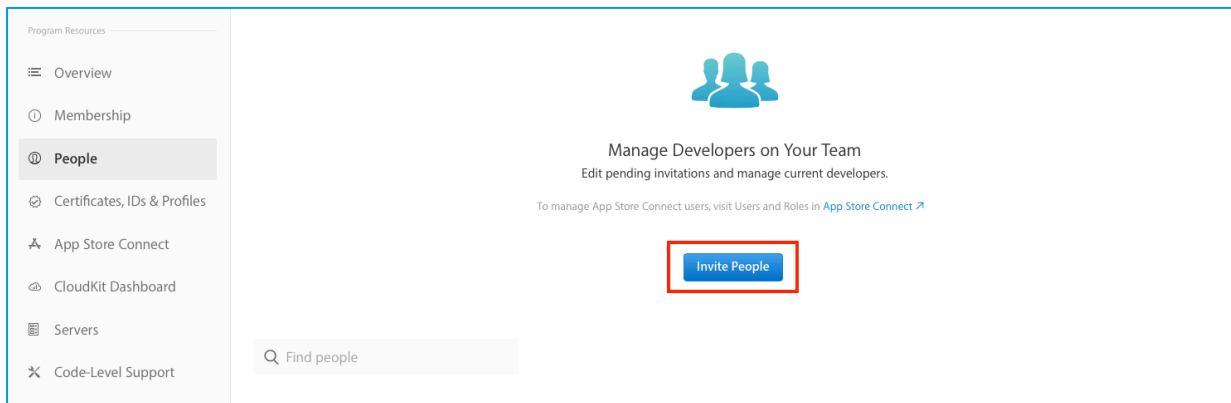 Program Resources
Overview
Membership
People
Certificates, IDs & Profiles
App Store Connect
CloudKit Dashboard
Servers
Code-Level Support
Manage Developers on Your Team
Edit pending invitations and manage current developers.
To manage App Store Connect users, visit Users and Roles in App Store Connect ↗
Invite People
Find people